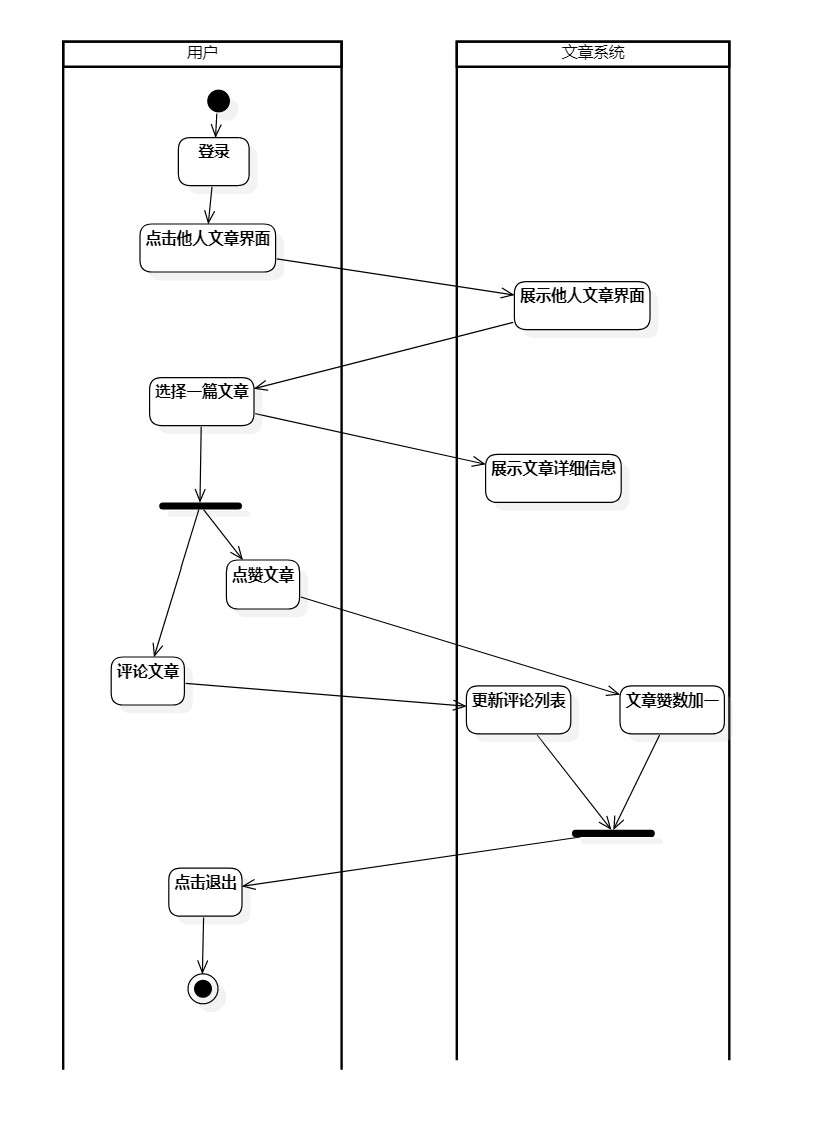 用户
文章系统
登录
点击他人文章界面
展示他人文章界面
选择一篇文章
展示文章详细信息
点赞文章
评论文章
更新评论列表
文章赞数加一
点击退出